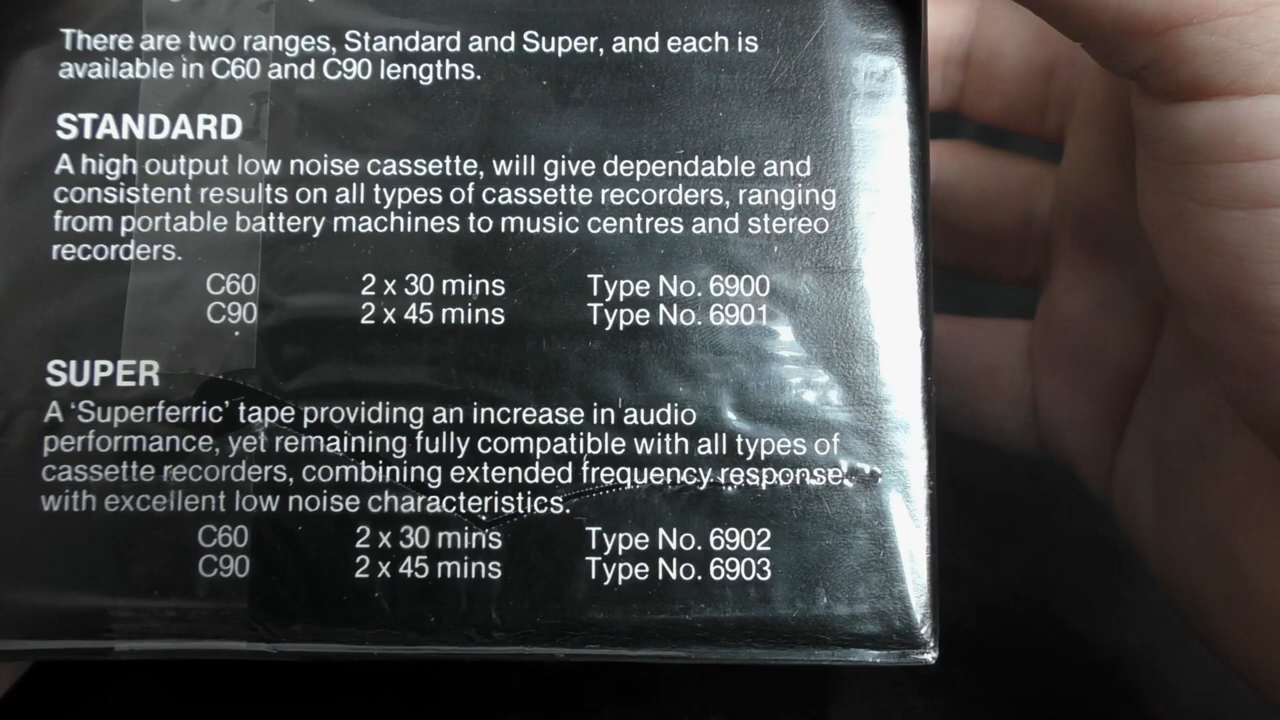 There are two ranges, Standard and Super, and each is
available in C60 and C90 lengths.
STANDARD
A high output low noise cassette, will give dependable and
consistent results on all types of cassette recorders, ranging
from portable battery machines to music centres and stereo
recorders.
C60 2 x 30 mins Type No. 6900
C90 2 x 45 mins Type No. 6901
SUPER
A ‘Superferric’ tape providing an increase in audio
performance, yet remaining fully compatible with all types of
cassette recorders, combining extended frequency response
with excellent low noise characteristics.
C60 2 x 30 mins Type No. 6902
C90 2 x 45 mins Type No. 6903